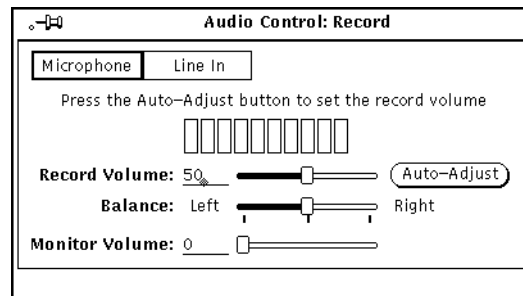 Audio Control: Record
Microphone Line In
Press the Auto-Adjust button to set the record volume
Record Volume: 50 Auto-Adjust
Balance: Left Right
Monitor Volume: 0